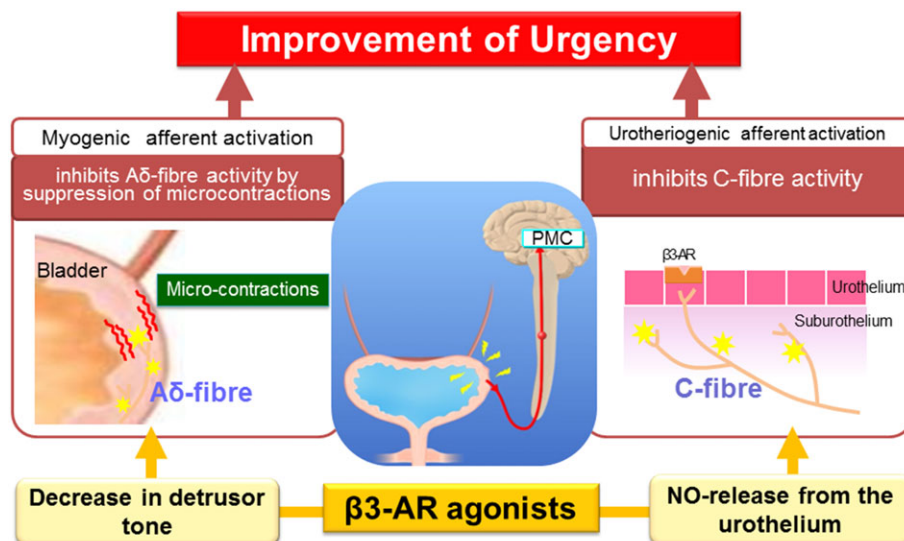 Improvement of Urgency
Myogenic afferent activation
inhibits Aδ-fibre activity by
suppression of microcontractions
Bladder
Micro-contractions
Aδ-fibre
PMC
Urotheriogenic afferent activation
inhibits C-fibre activity
β3-AR
Urothelium
Suburothelium
C-fibre
Decrease in detrusor
tone
β3-AR agonists
NO-release from the
urothelium